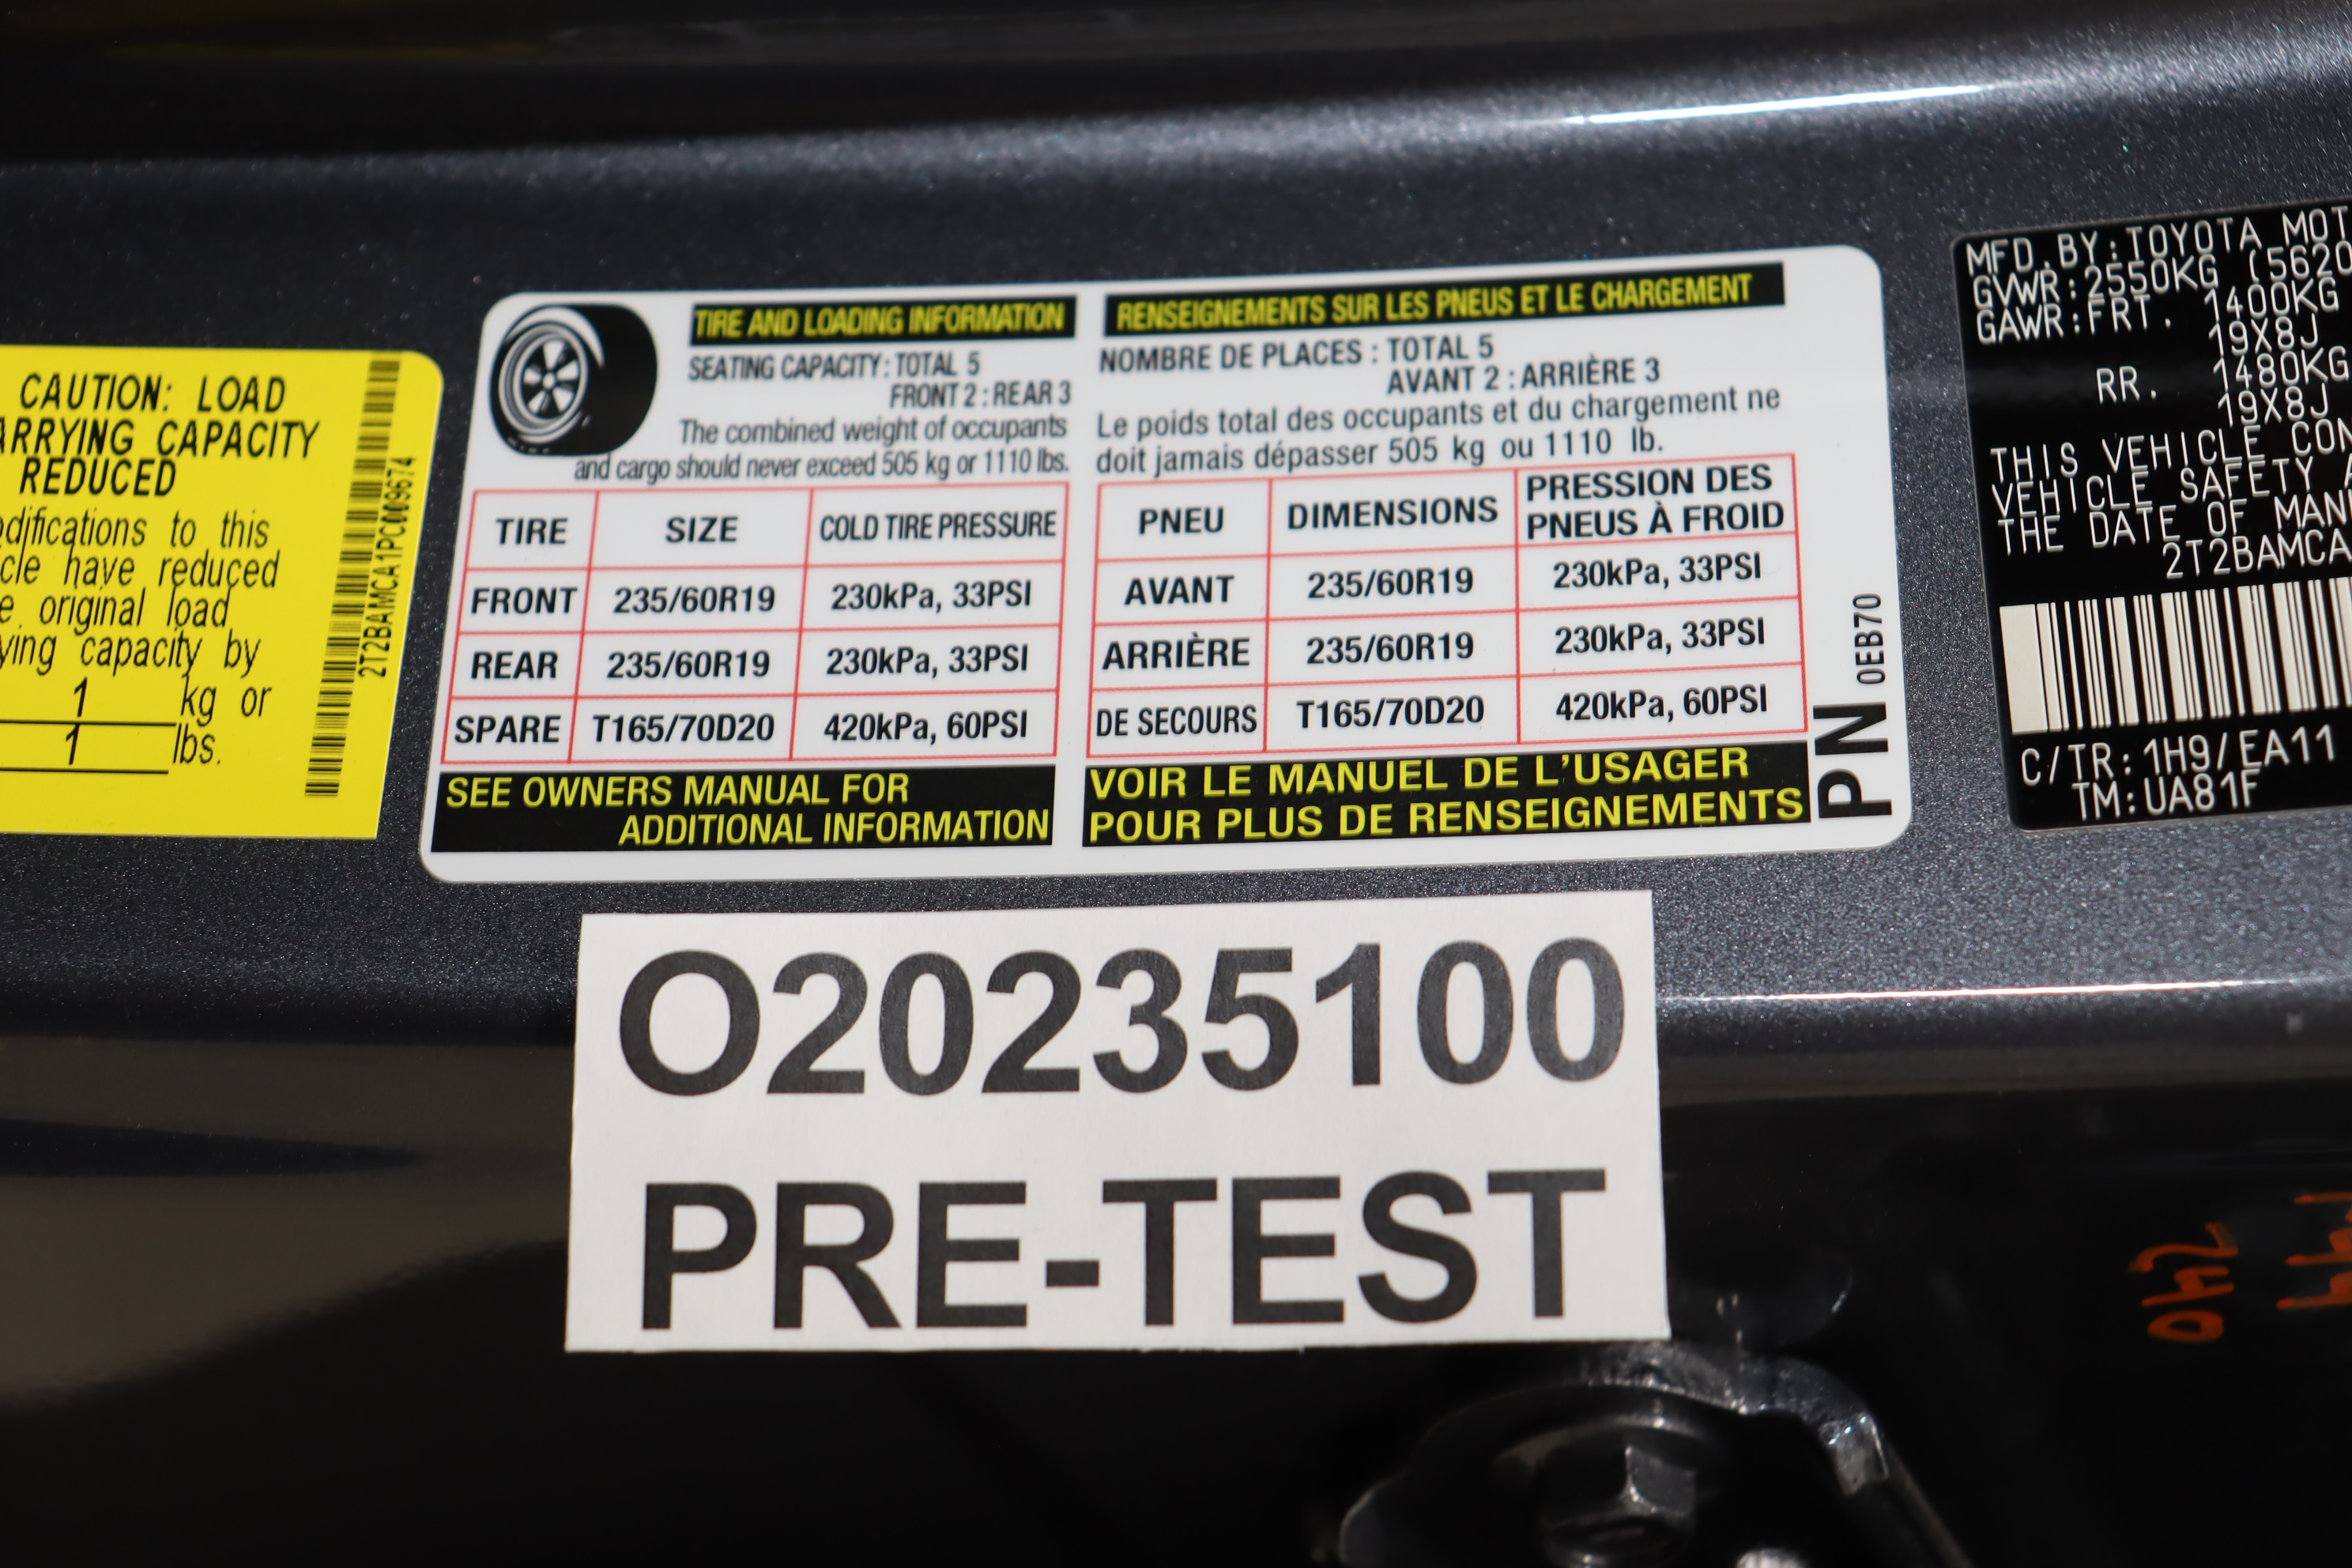 CAUTION: LOAD
CARRYING CAPACITY
REDUCED
to this
have reduced
original load
capacity by
1 kg or
1 lbs.
2T2BAMCA1PC009674
TIRE AND LOADING INFORMATION
SEATING CAPACITY: TOTAL 5
FRONT 2 : REAR 3
The combined weight of occupants
and cargo should never exceed 505 kg or 1110 lbs.
TIRE SIZE COLD TIRE PRESSURE
FRONT 235/60R19 230kPa, 33PSI
REAR 235/60R19 230kPa, 33PSI
SPARE T165/70D20 420kPa, 60PSI
SEE OWNERS MANUAL FOR
ADDITIONAL INFORMATION
RENSEIGNEMENTS SUR LES PNEUS ET LE CHARGEMENT
NOMBRE DE PLACES : TOTAL 5
AVANT 2 : ARRIÈRE 3
Le poids total des occupants et du chargement ne
doit jamais dépasser 505 kg ou 1110 lb.
PNEU DIMENSIONS PRESSION DES
PNEUS À FROID
AVANT 235/60R19 230kPa, 33PSI
ARRIÈRE 235/60R19 230kPa, 33PSI
DE SECOURS T165/70D20 420kPa, 60PSI
VOIR LE MANUEL DE L'USAGER
POUR PLUS DE RENSEIGNEMENTS
PN 0EB70
MFD.BY:TOYOTA MOT
GVWR:2550KG (5620
GAWR:FRT. 1400KG
19X8J
RR. 1480KG
19X8J
THIS VEHICLE CON
VEHICLE SAFETY
THE DATE OF MAN
2T2BAMCA
C/TR:1H9/EA11
TM:UA81F
O20235100
PRE-TEST